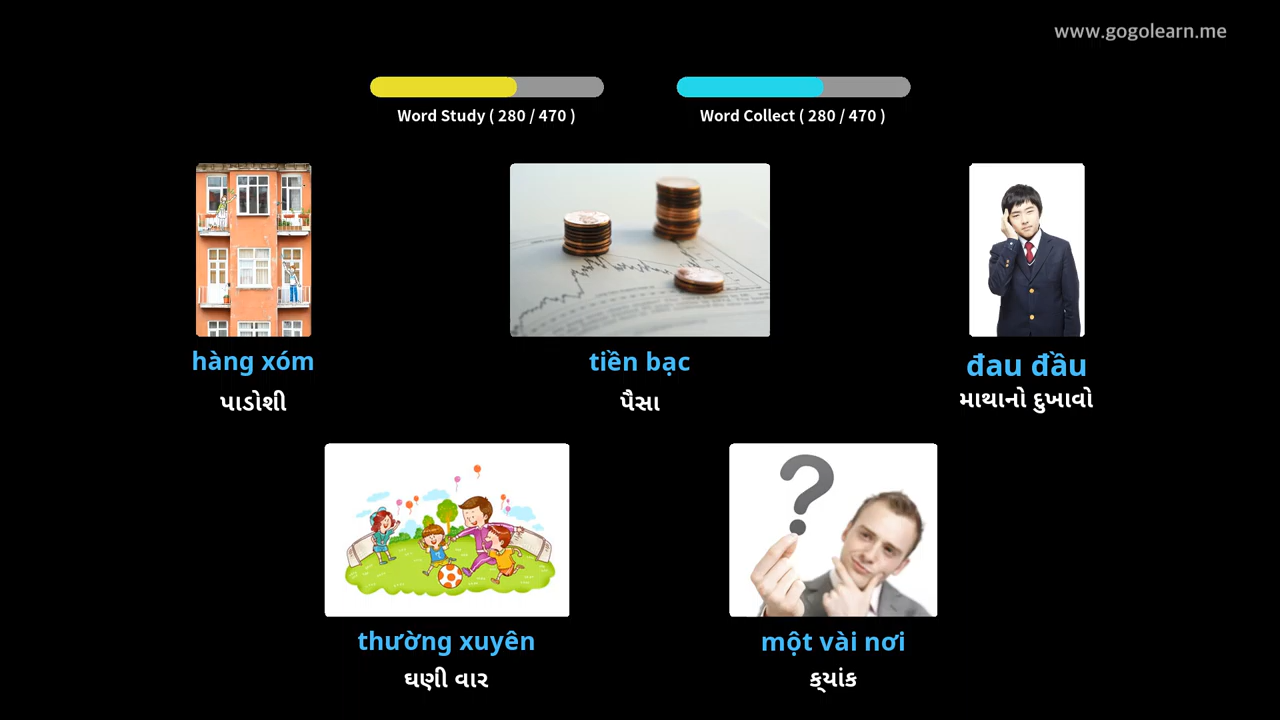 www.gogolearn.me
Word Study ( 280 / 470 )
Word Collect ( 280 / 470 )
hàng xóm
પાડોશી
tiền bạc
પૈસા
đau đầu
માથાનો દુખાવો
thường xuyên
ઘણી વાર
một vài nơi
ક્યાંક